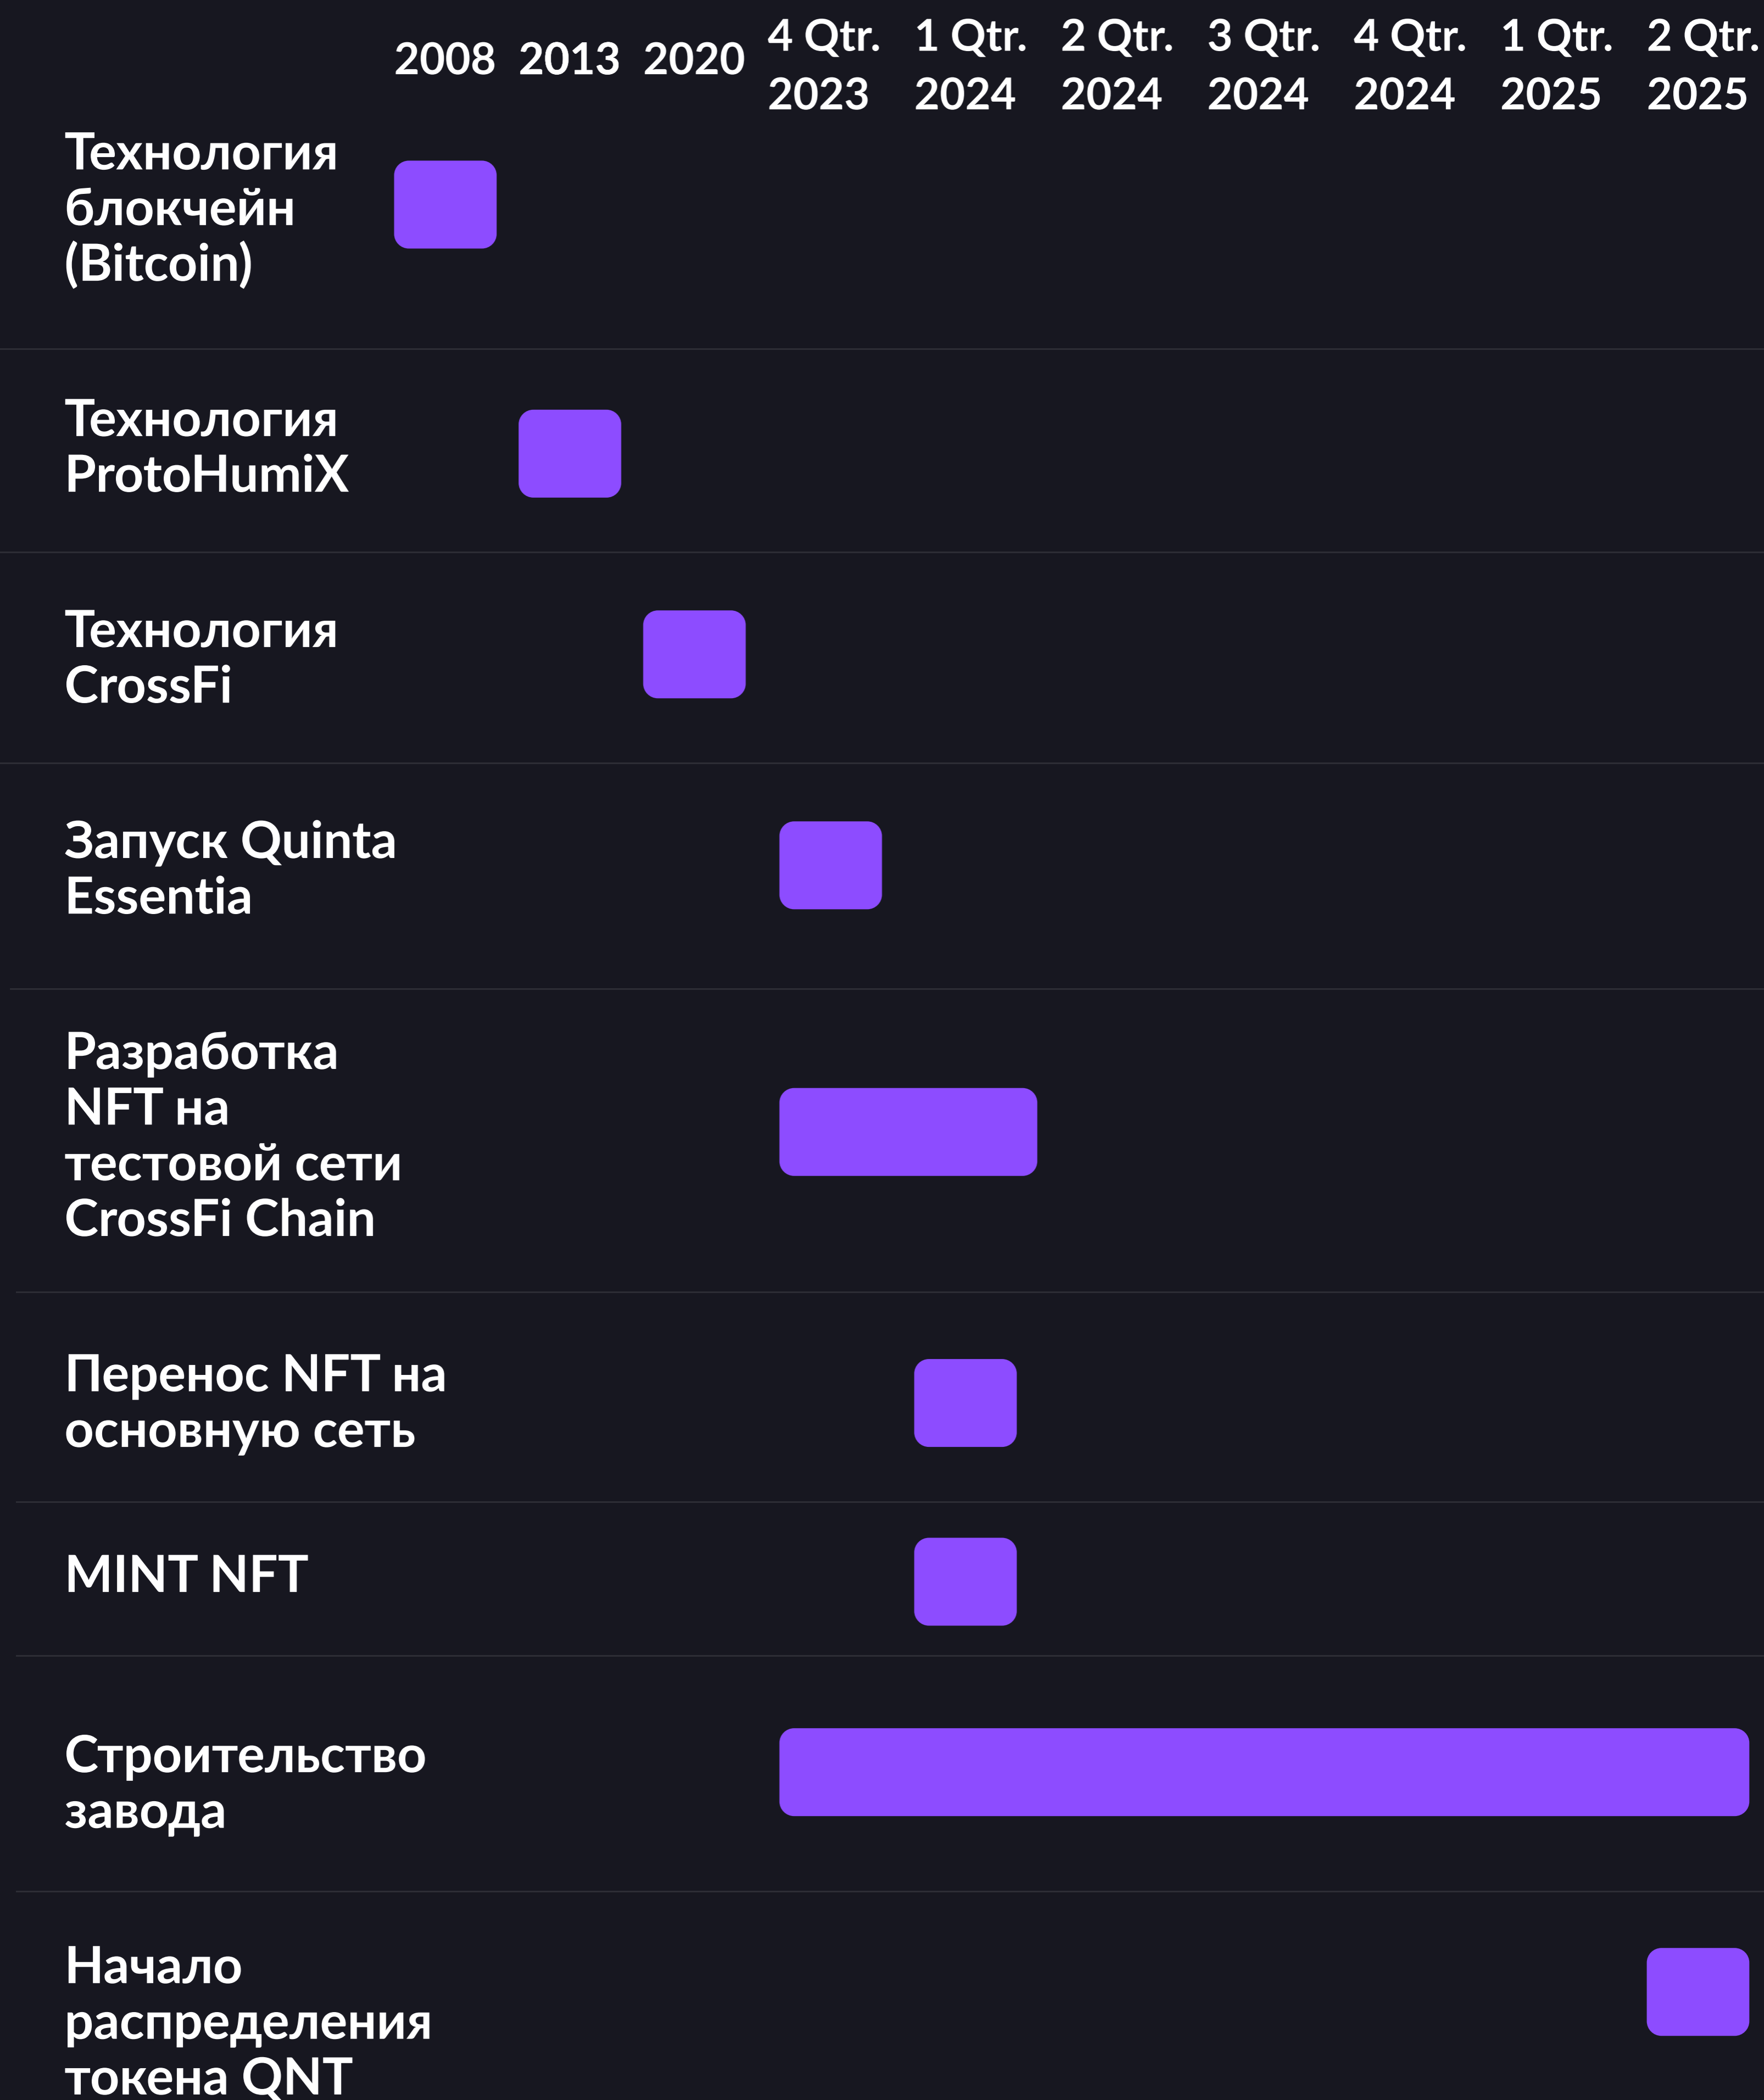 2008 2013 2020 4 Qtr. 2023 1 Qtr. 2024 2 Qtr. 2024 3 Qtr. 2024 4 Qtr. 2024 1 Qtr. 2025 2 Qtr. 2025
Технология
блокчейн
(Bitcoin)
Технология
ProtoHumiX
Технология
CrossFi
Запуск Quinta
Essentia
Разработка
NFT на
тестовой сети
CrossFi Chain
Перенос NFT на
основную сеть
MINT NFT
Строительство
завода
Начало
распределения
токена QNT